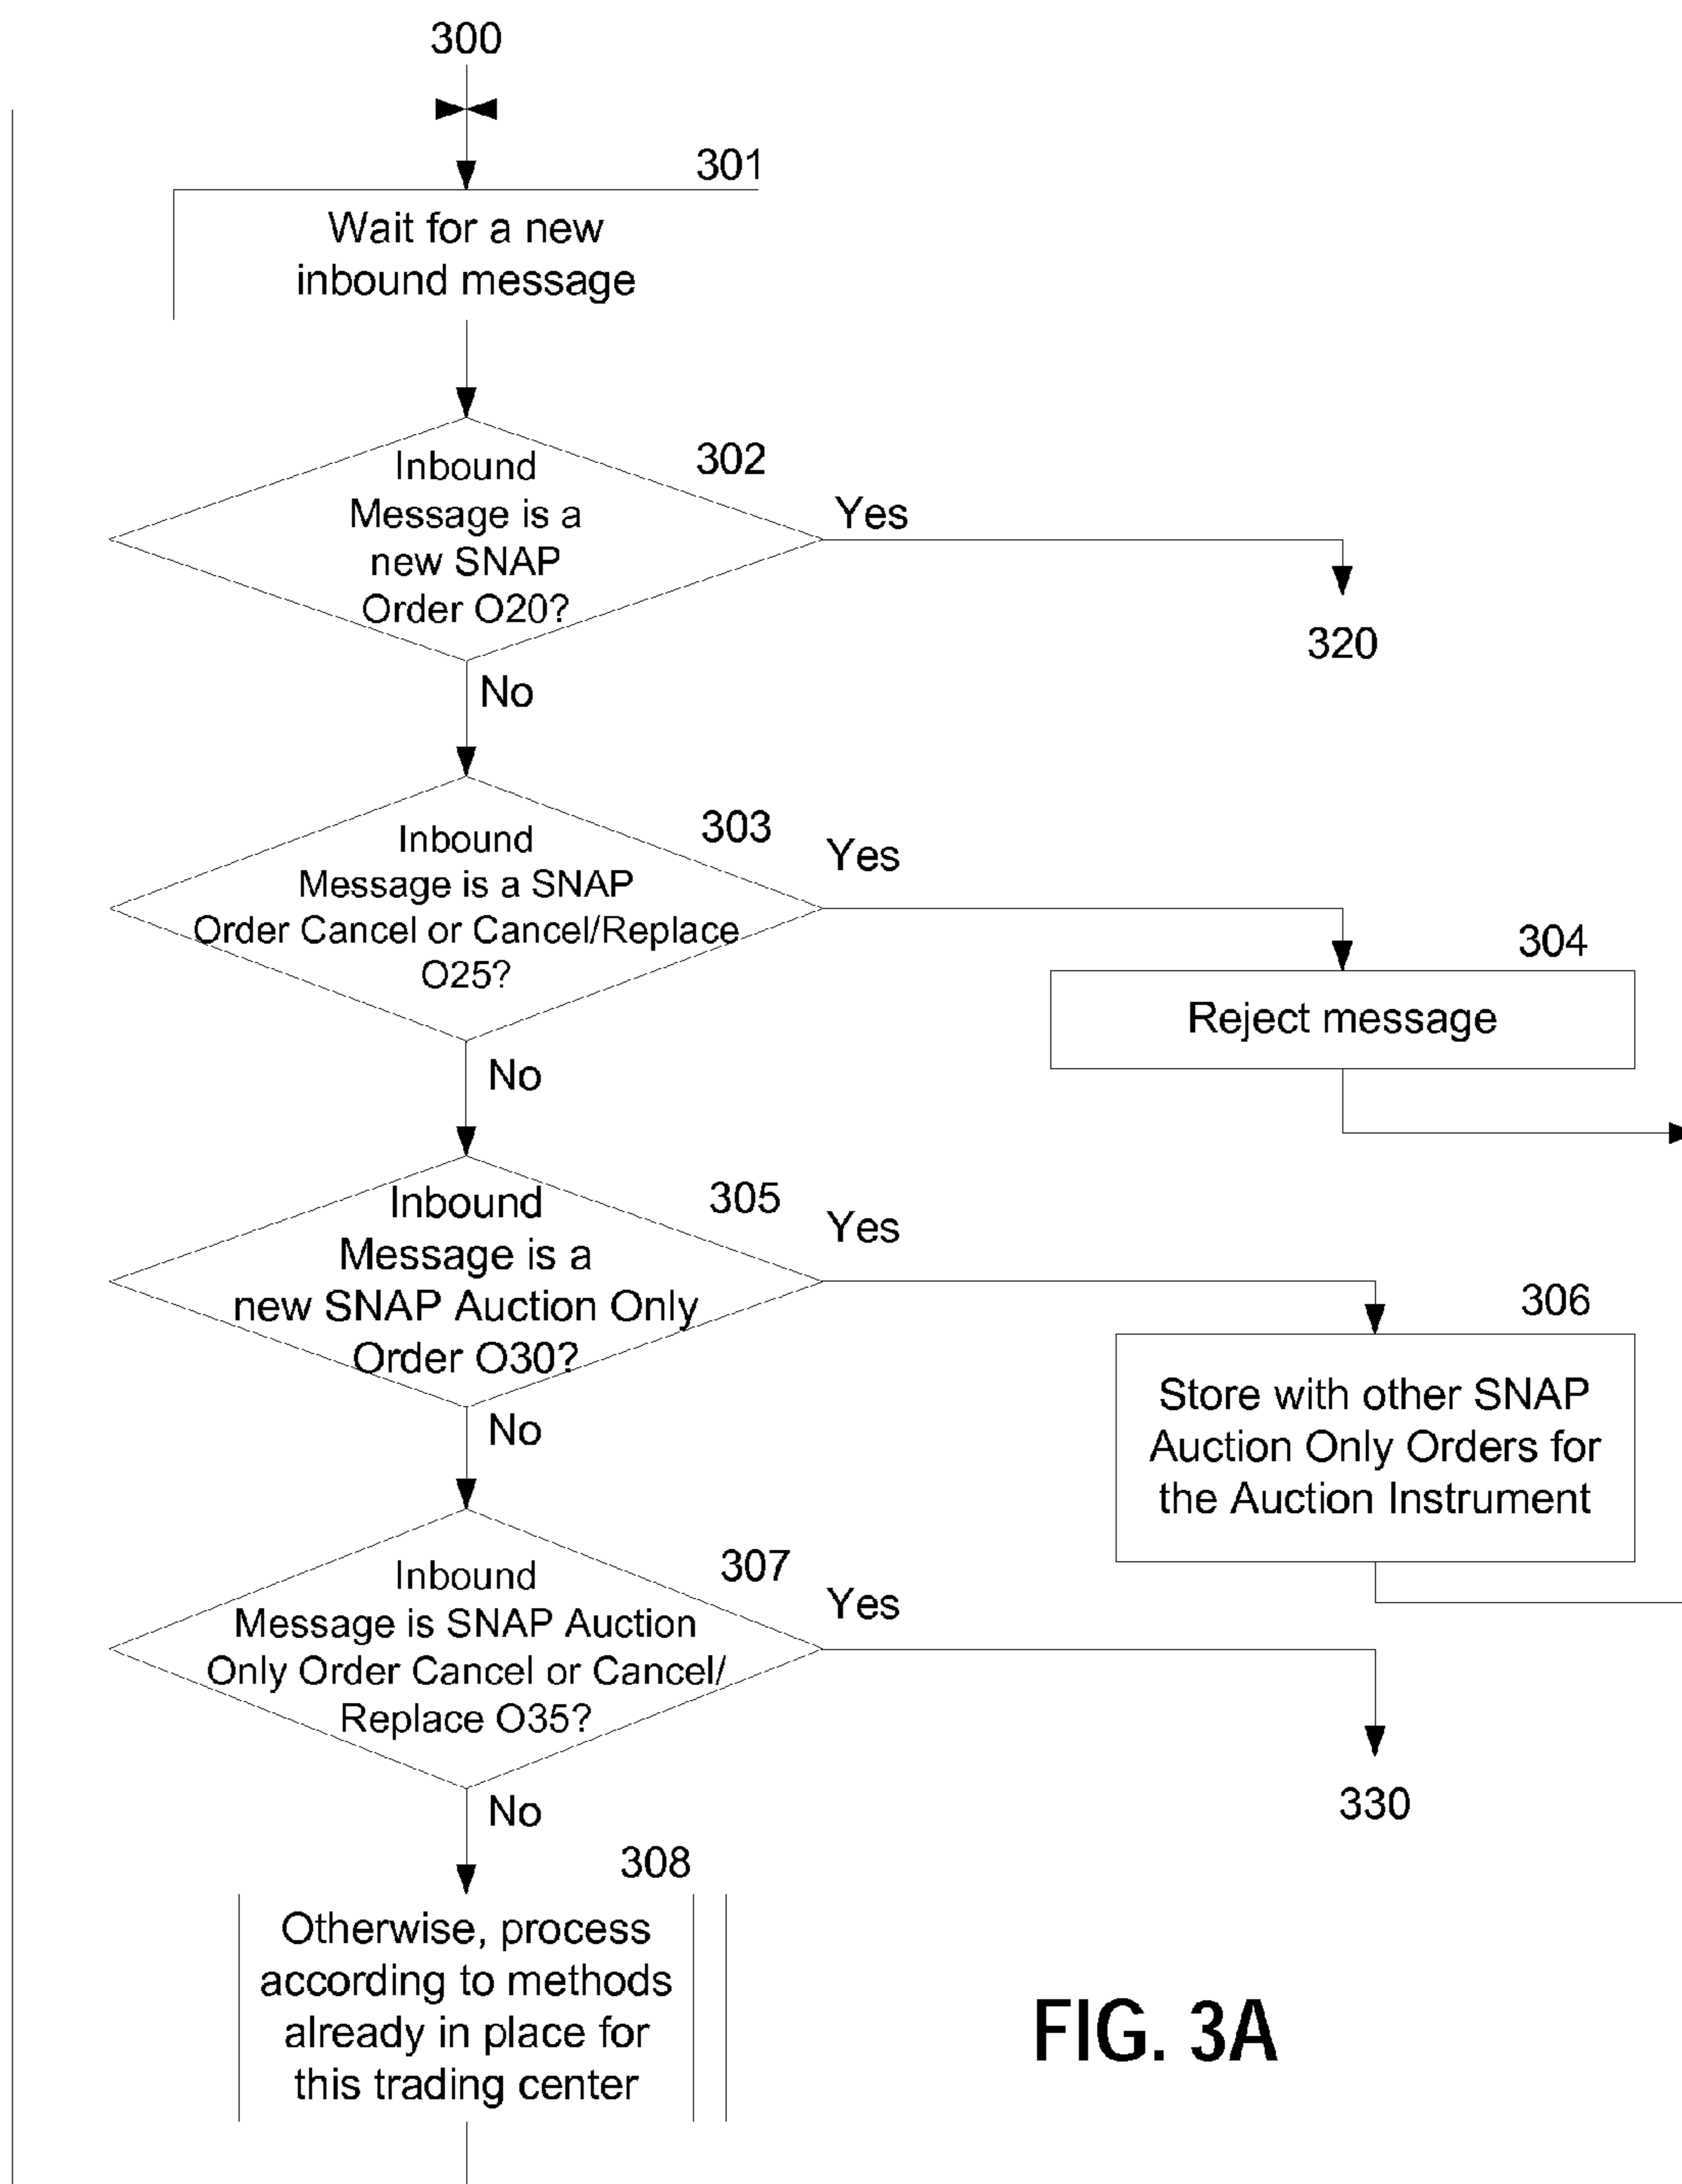 300
301
Wait for a new
inbound message
302
Inbound
Message is a
new SNAP
Order O20?
Yes
320
No
303
Inbound
Message is a SNAP
Order Cancel or Cancel/Replace
O25?
Yes
304
Reject message
No
305
Inbound
Message is a
new SNAP Auction Only
Order O30?
Yes
306
Store with other SNAP
Auction Only Orders for
the Auction Instrument
No
307
Inbound
Message is SNAP Auction
Only Order Cancel or Cancel/
Replace O35?
Yes
330
No
308
Otherwise, process
according to methods
already in place for
this trading center
FIG. 3A